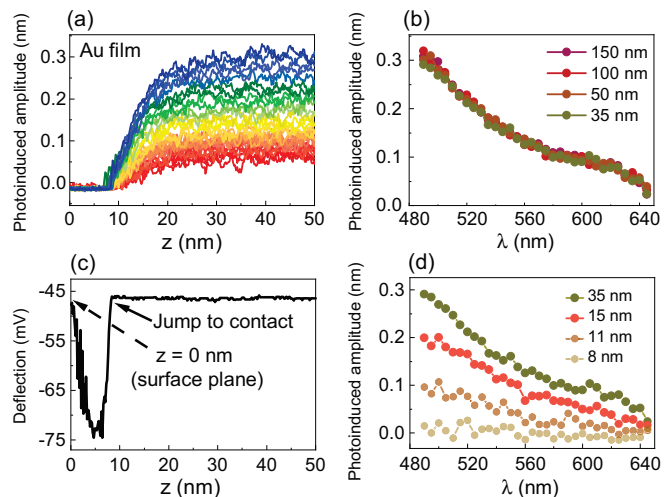 (a)
Au film
Photoinduced amplitude (nm)
0.3
0.2
0.1
0.0
0 10 20 30 40 50
z (nm)
(b)
150 nm
100 nm
50 nm
35 nm
Photoinduced amplitude (nm)
0.3
0.2
0.1
0.0
480 520 560 600 640
λ (nm)
(c)
Deflection (mV)
-45
-55
-65
-75
Jump to contact
z = 0 nm
(surface plane)
0 10 20 30 40 50
z (nm)
(d)
35 nm
15 nm
11 nm
8 nm
Photoinduced amplitude (nm)
0.3
0.2
0.1
0.0
480 520 560 600 640
λ (nm)